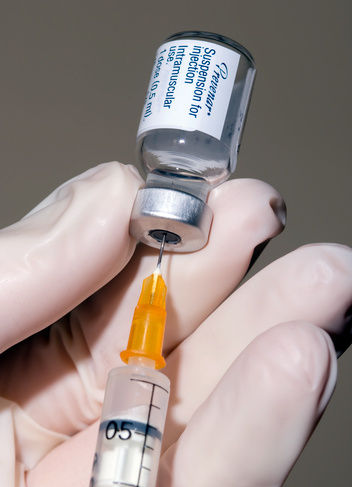 Prevenar*
Suspension for
Injection
Intramuscular
use.
1 dose (0.5 ml)
05